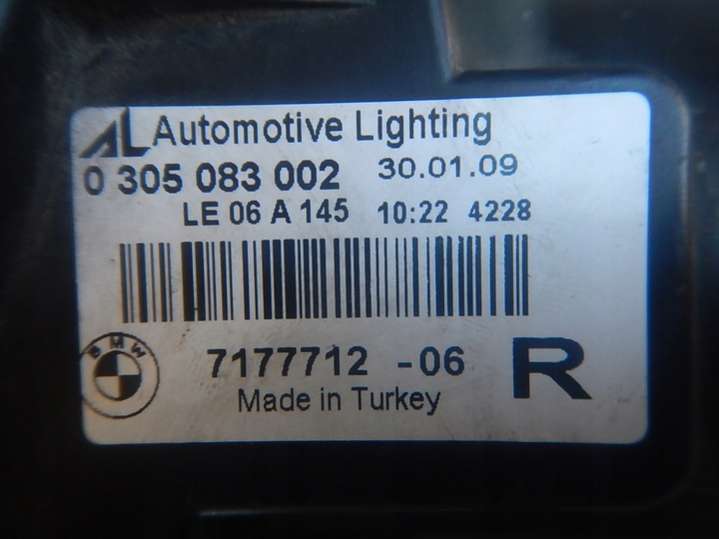 AL Automotive Lighting
0 305 083 002 30.01.09
LE 06 A 145 10:22 4228
BMW
7177712 -06 R
Made in Turkey